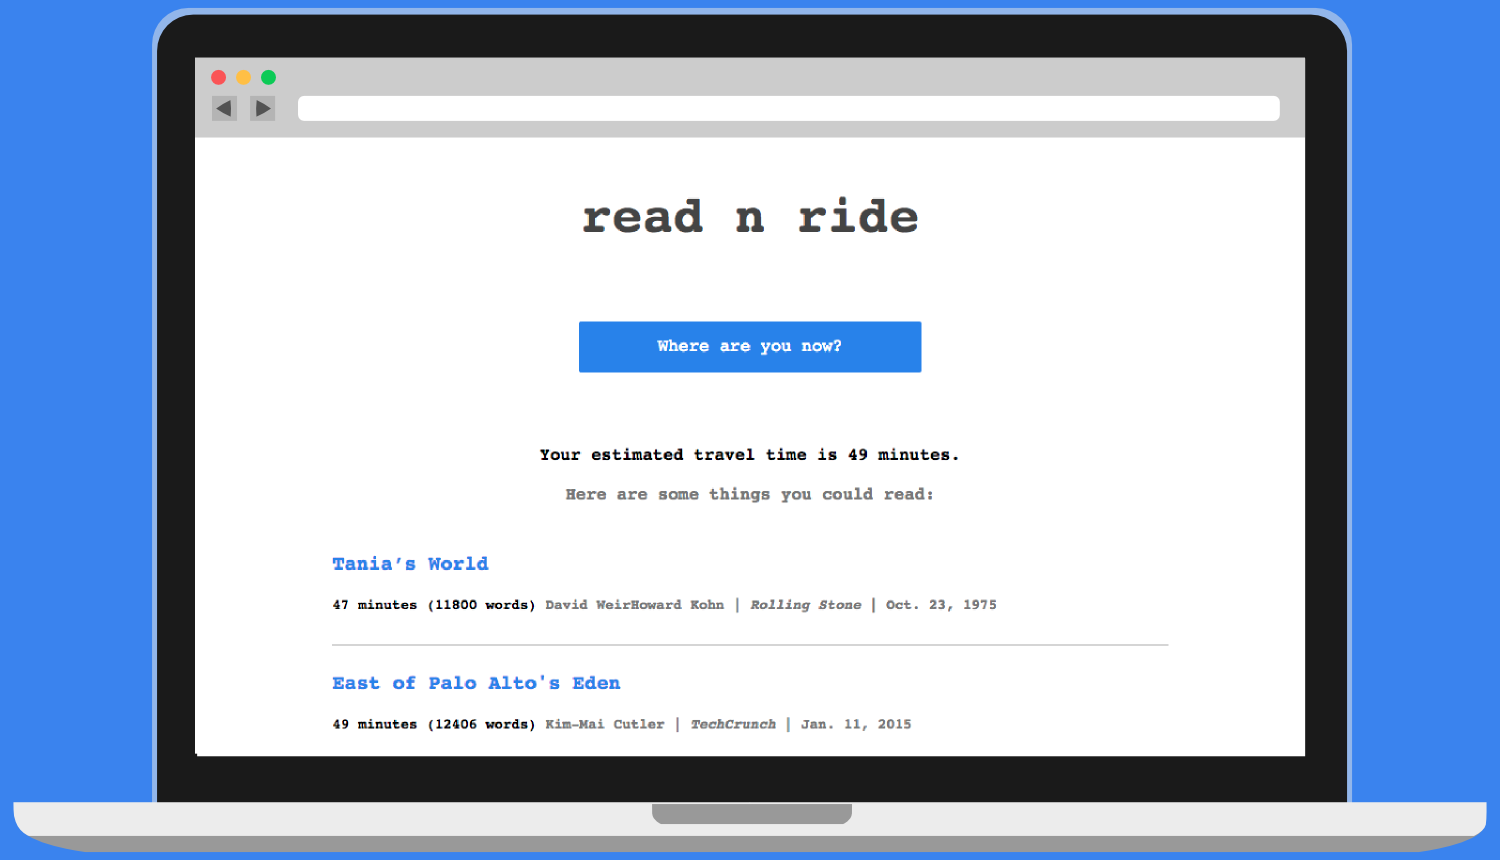 read n ride
Where are you now?
Your estimated travel time is 49 minutes.
Here are some things you could read:
Tania’s World
47 minutes (11800 words) David WeirHoward Kohn | Rolling Stone | Oct. 23, 1975
East of Palo Alto's Eden
49 minutes (12406 words) Kim-Mai Cutler | TechCrunch | Jan. 11, 2015